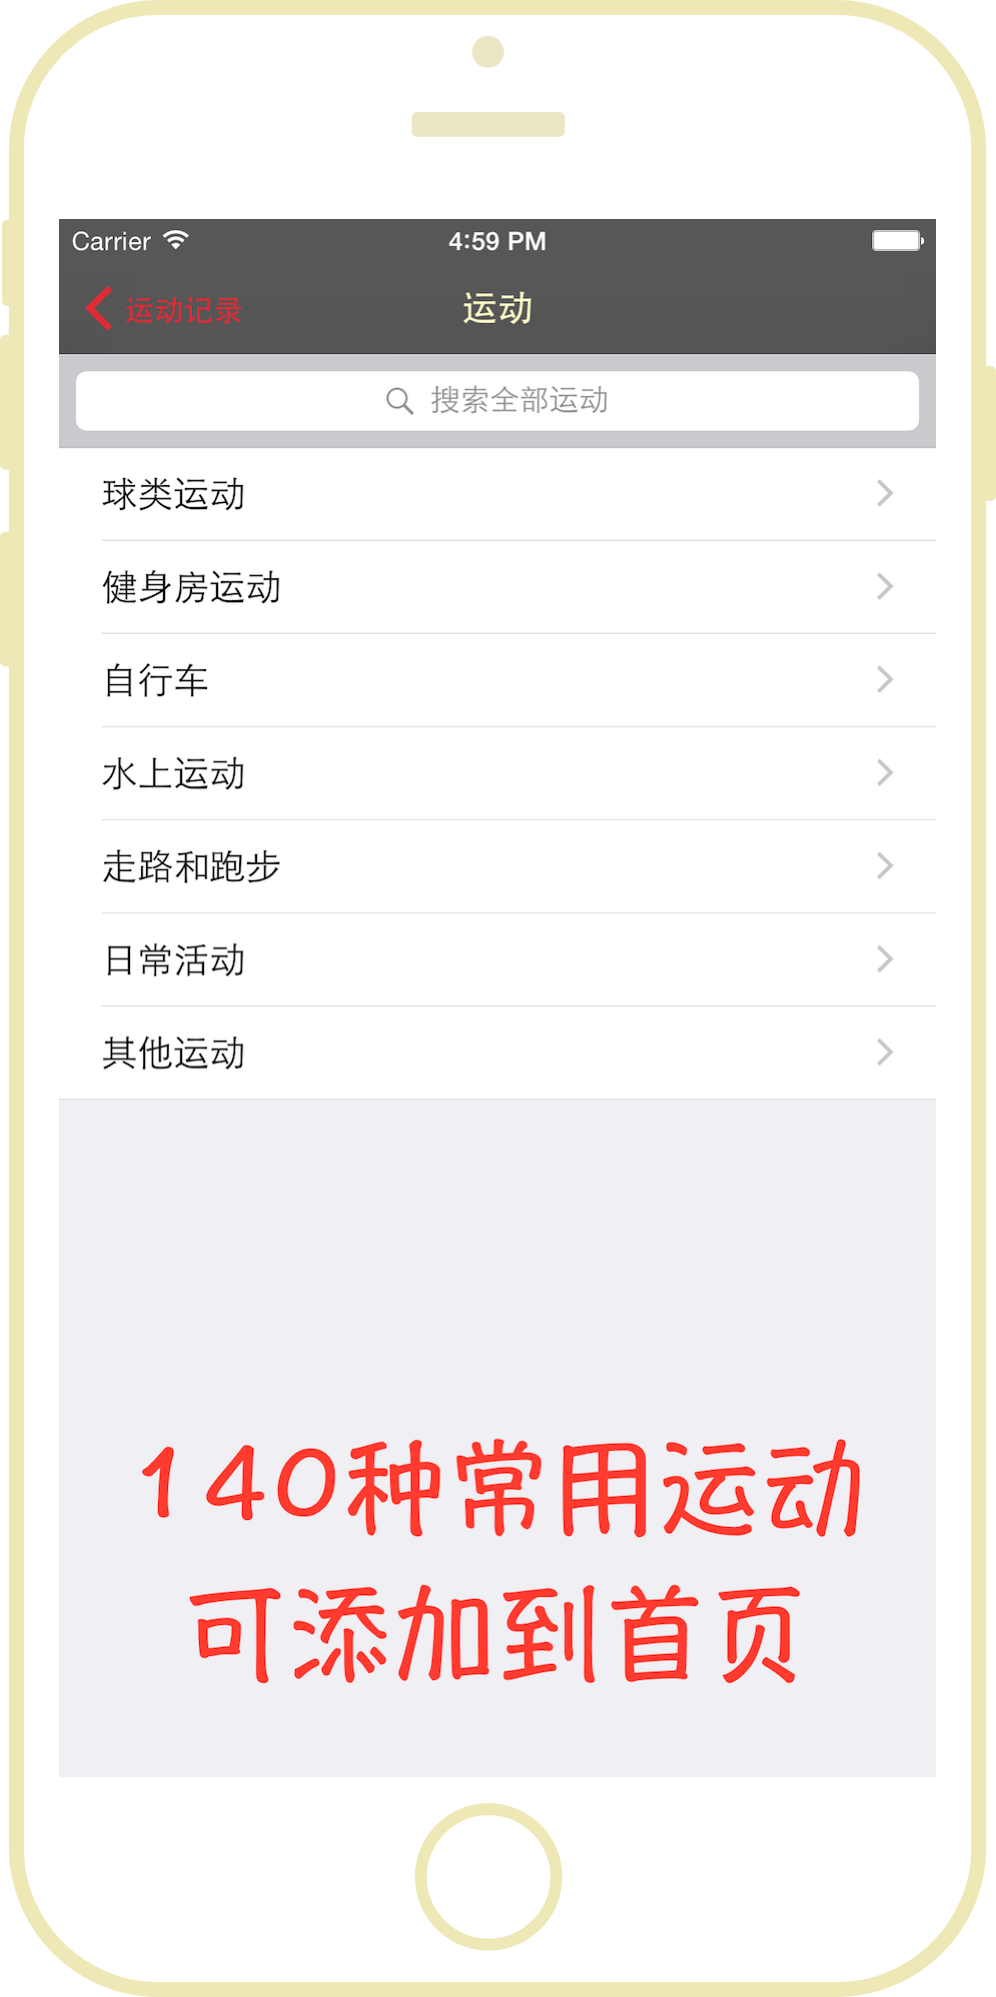 Carrier 4:59 PM
运动记录 运动
搜索全部运动
球类运动
健身房运动
自行车
水上运动
走路和跑步
日常活动
其他运动
140种常用运动
可添加到首页